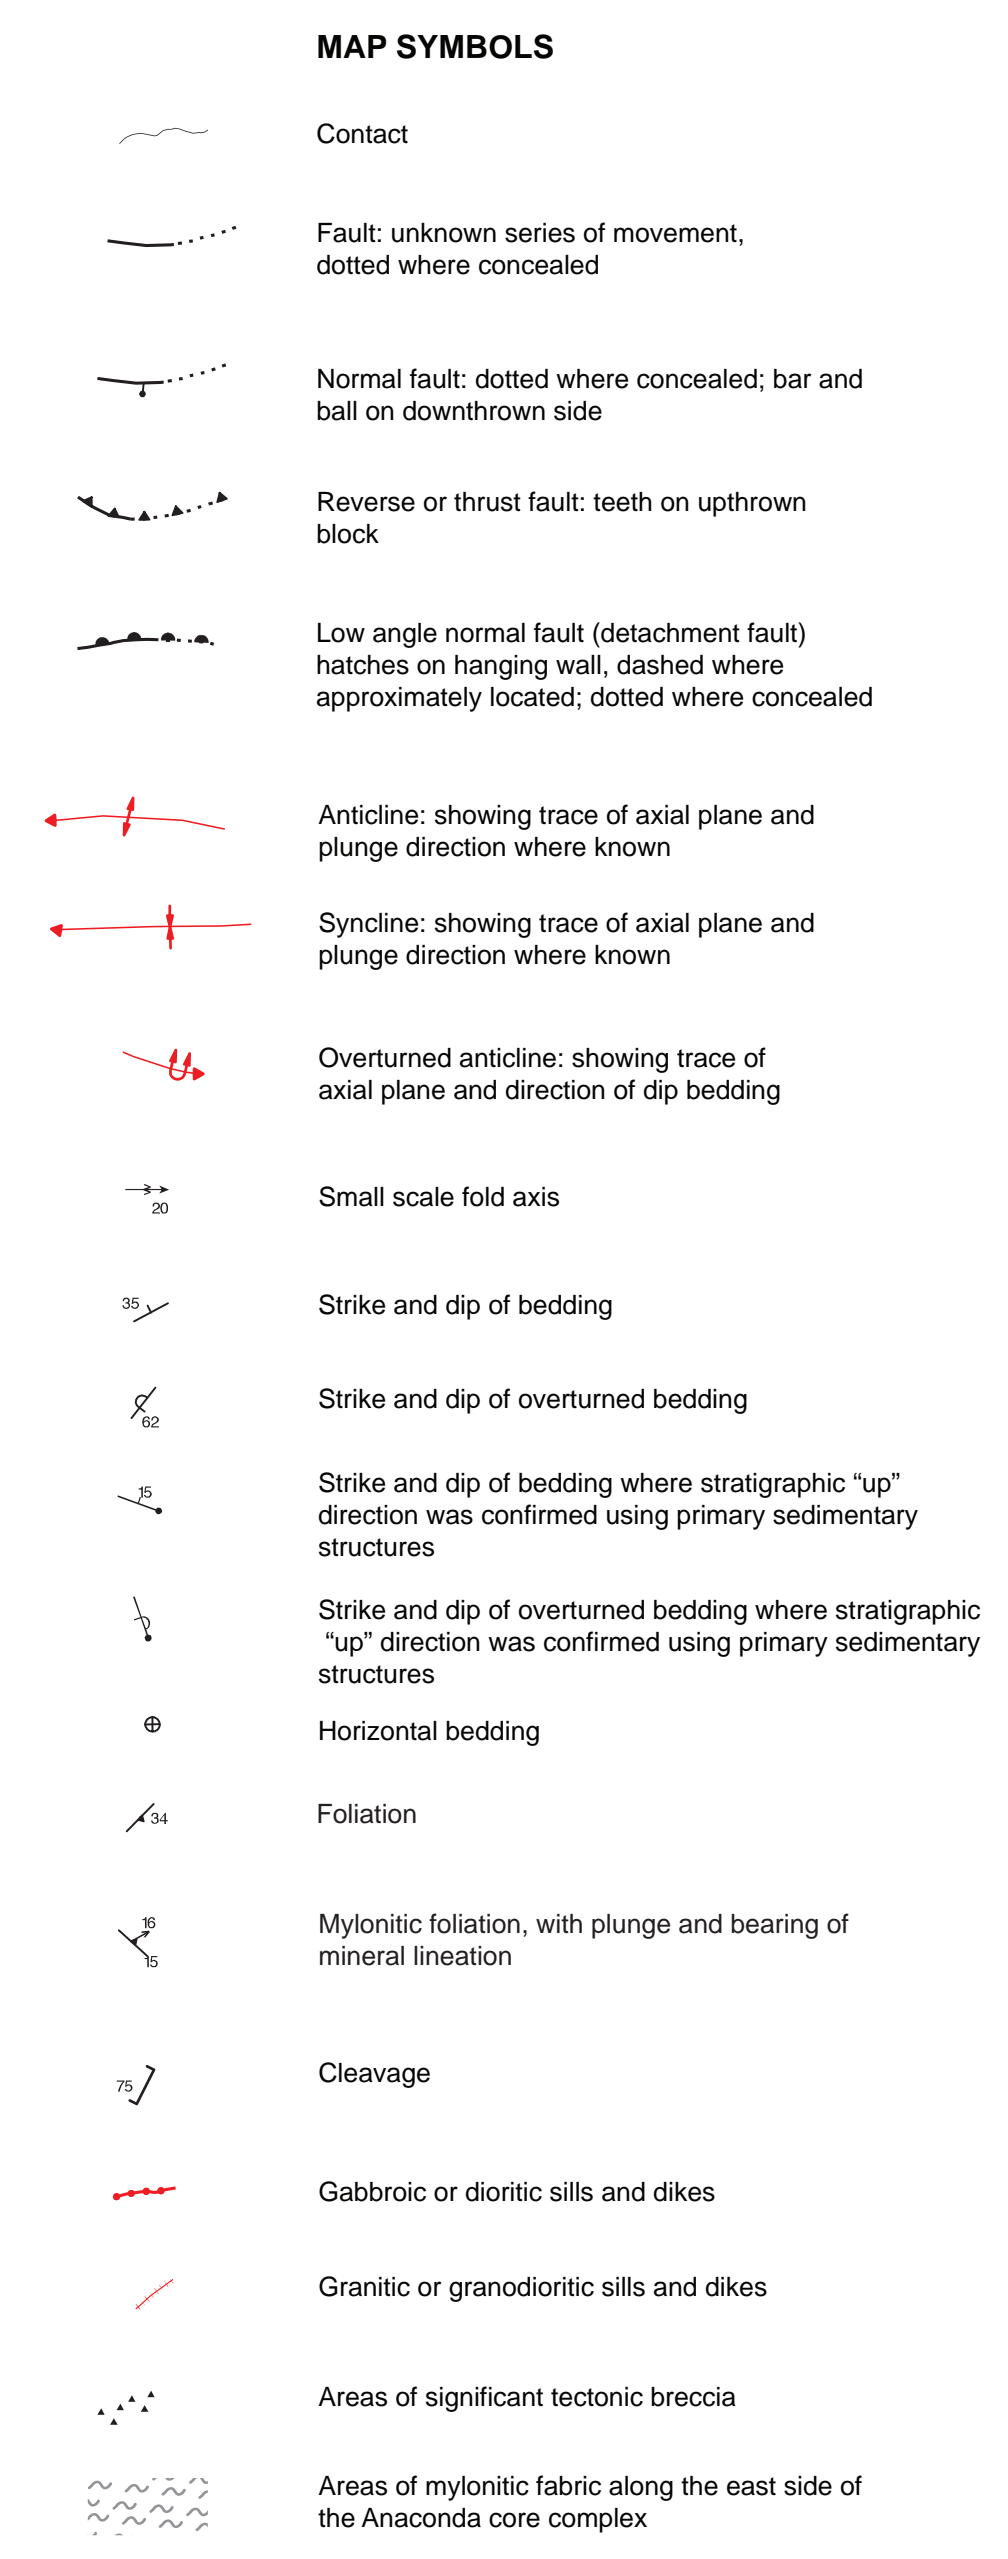 MAP SYMBOLS
Contact
Fault: unknown series of movement,
dotted where concealed
Normal fault: dotted where concealed; bar and
ball on downthrown side
Reverse or thrust fault: teeth on upthrown
block
Low angle normal fault (detachment fault)
hatches on hanging wall, dashed where
approximately located; dotted where concealed
Anticline: showing trace of axial plane and
plunge direction where known
Syncline: showing trace of axial plane and
plunge direction where known
Overturned anticline: showing trace of
axial plane and direction of dip bedding
20
Small scale fold axis
35
Strike and dip of bedding
62
Strike and dip of overturned bedding
15
Strike and dip of bedding where stratigraphic “up”
direction was confirmed using primary sedimentary
structures
Strike and dip of overturned bedding where stratigraphic
“up” direction was confirmed using primary sedimentary
structures
Horizontal bedding
34
Foliation
16
15
Mylonitic foliation, with plunge and bearing of
mineral lineation
75
Cleavage
Gabbroic or dioritic sills and dikes
Granitic or granodioritic sills and dikes
Areas of significant tectonic breccia
Areas of mylonitic fabric along the east side of
the Anaconda core complex